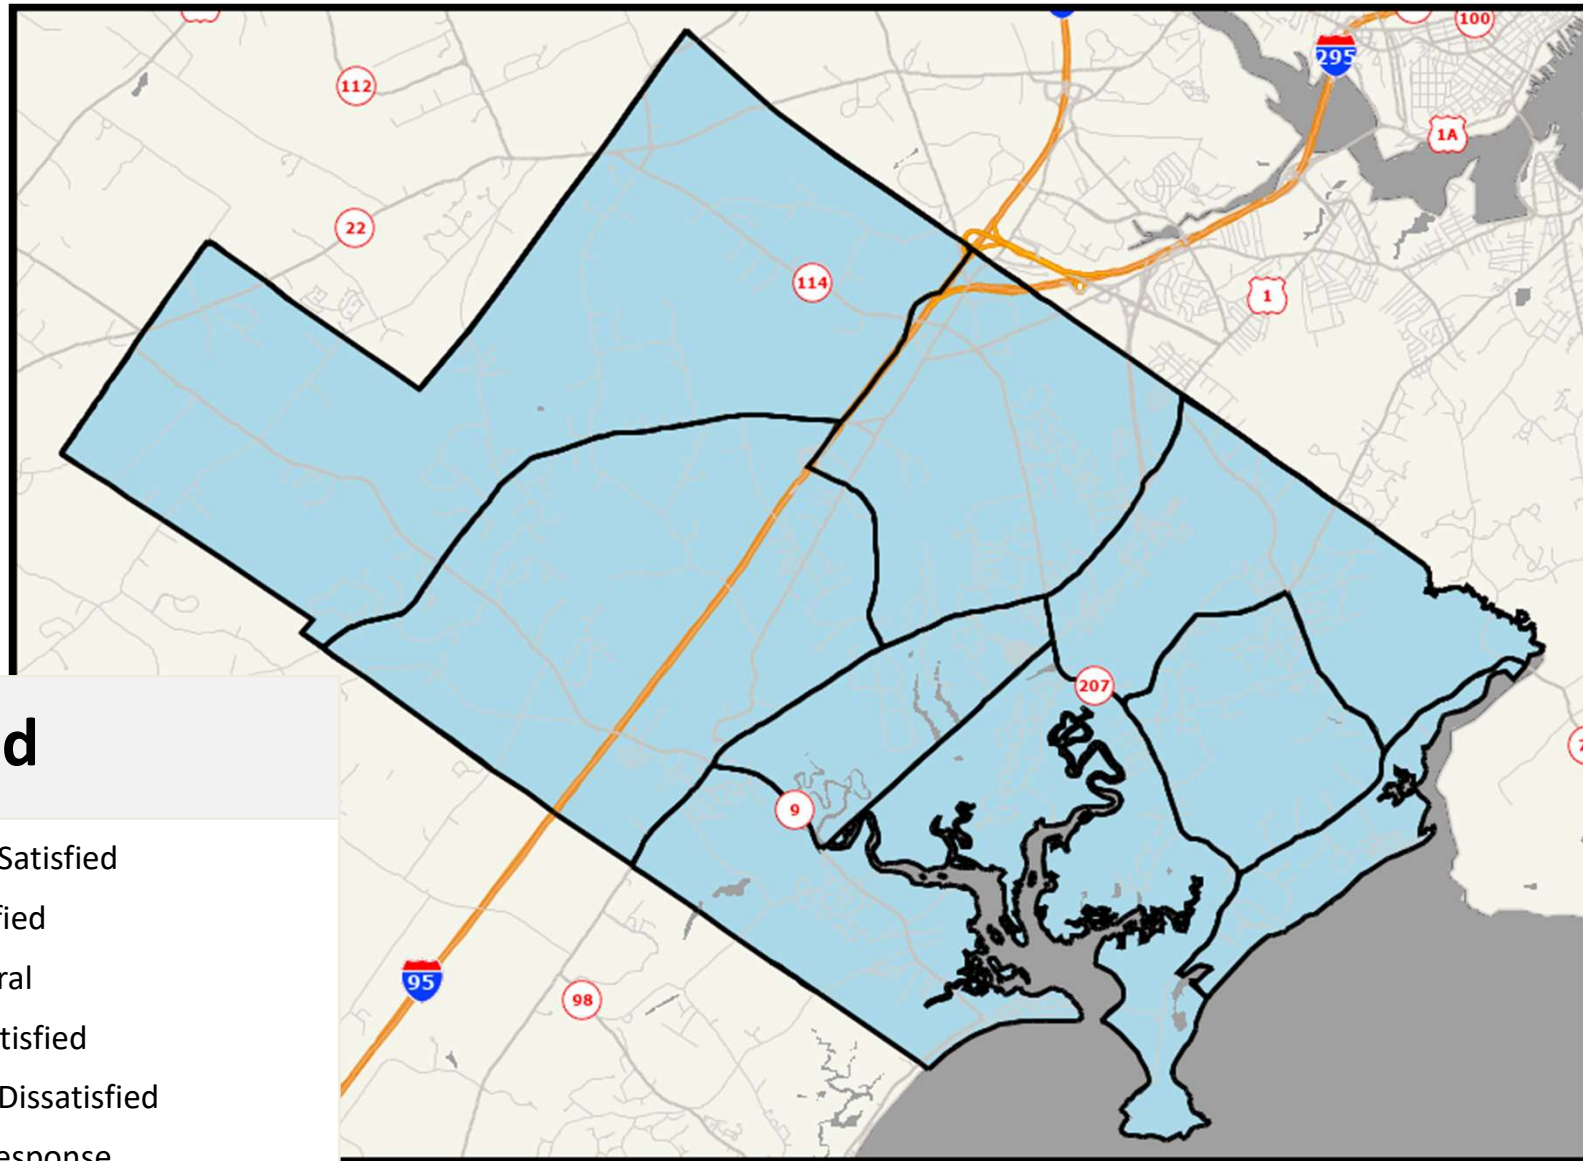 100
295
112
1A
22
114
1
207
9
95
98
d
Satisfied
fied
ral
tisfied
Dissatisfied
esponse